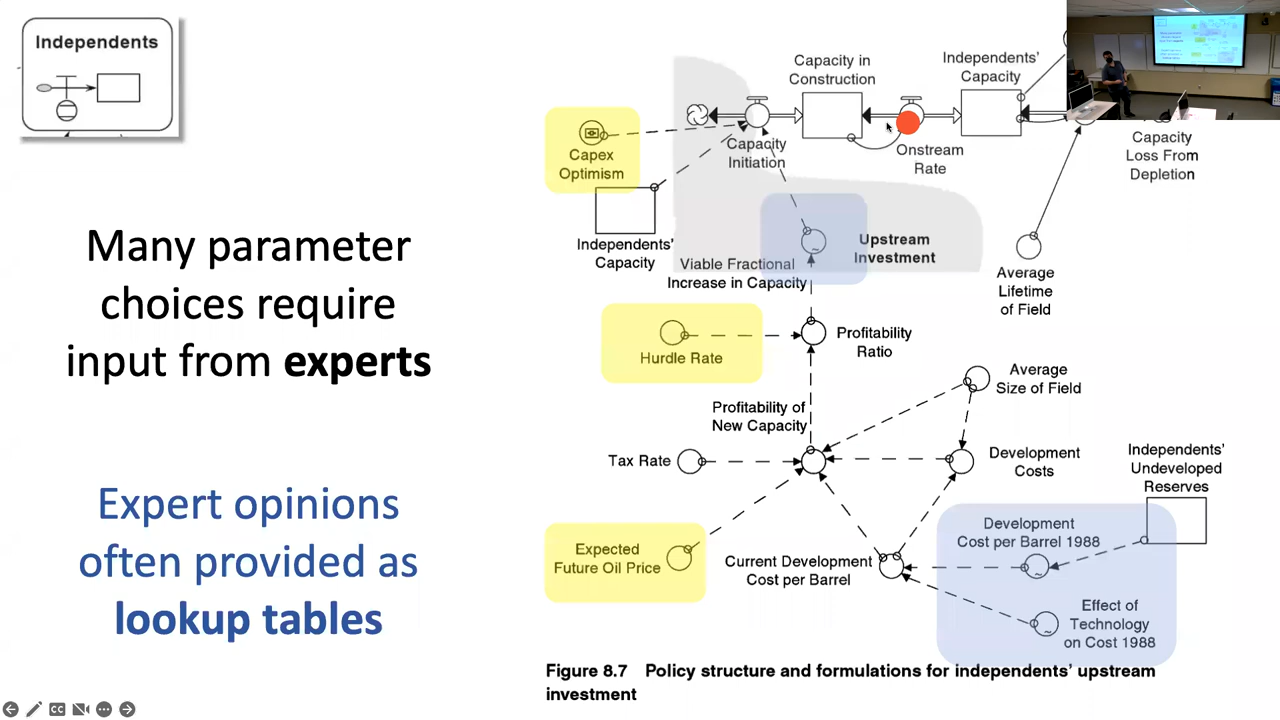 Independents
Many parameter
choices require
input from experts
Expert opinions
often provided as
lookup tables
Capacity in
Construction
Independents'
Capacity
Capex
Optimism
Capacity
Initiation
Onstream
Rate
Capacity
Loss From
Depletion
Independents'
Capacity
Upstream
Investment
Viable Fractional
Increase in Capacity
Average
Lifetime
of Field
Hurdle Rate
Profitability
Ratio
Average
Size of Field
Profitability of
New Capacity
Tax Rate
Development
Costs
Independents'
Undeveloped
Reserves
Expected
Future Oil Price
Current Development
Cost per Barrel
Development
Cost per Barrel 1988
Effect of
Technology
on Cost 1988
Figure 8.7 Policy structure and formulations for independents' upstream
investment
CC